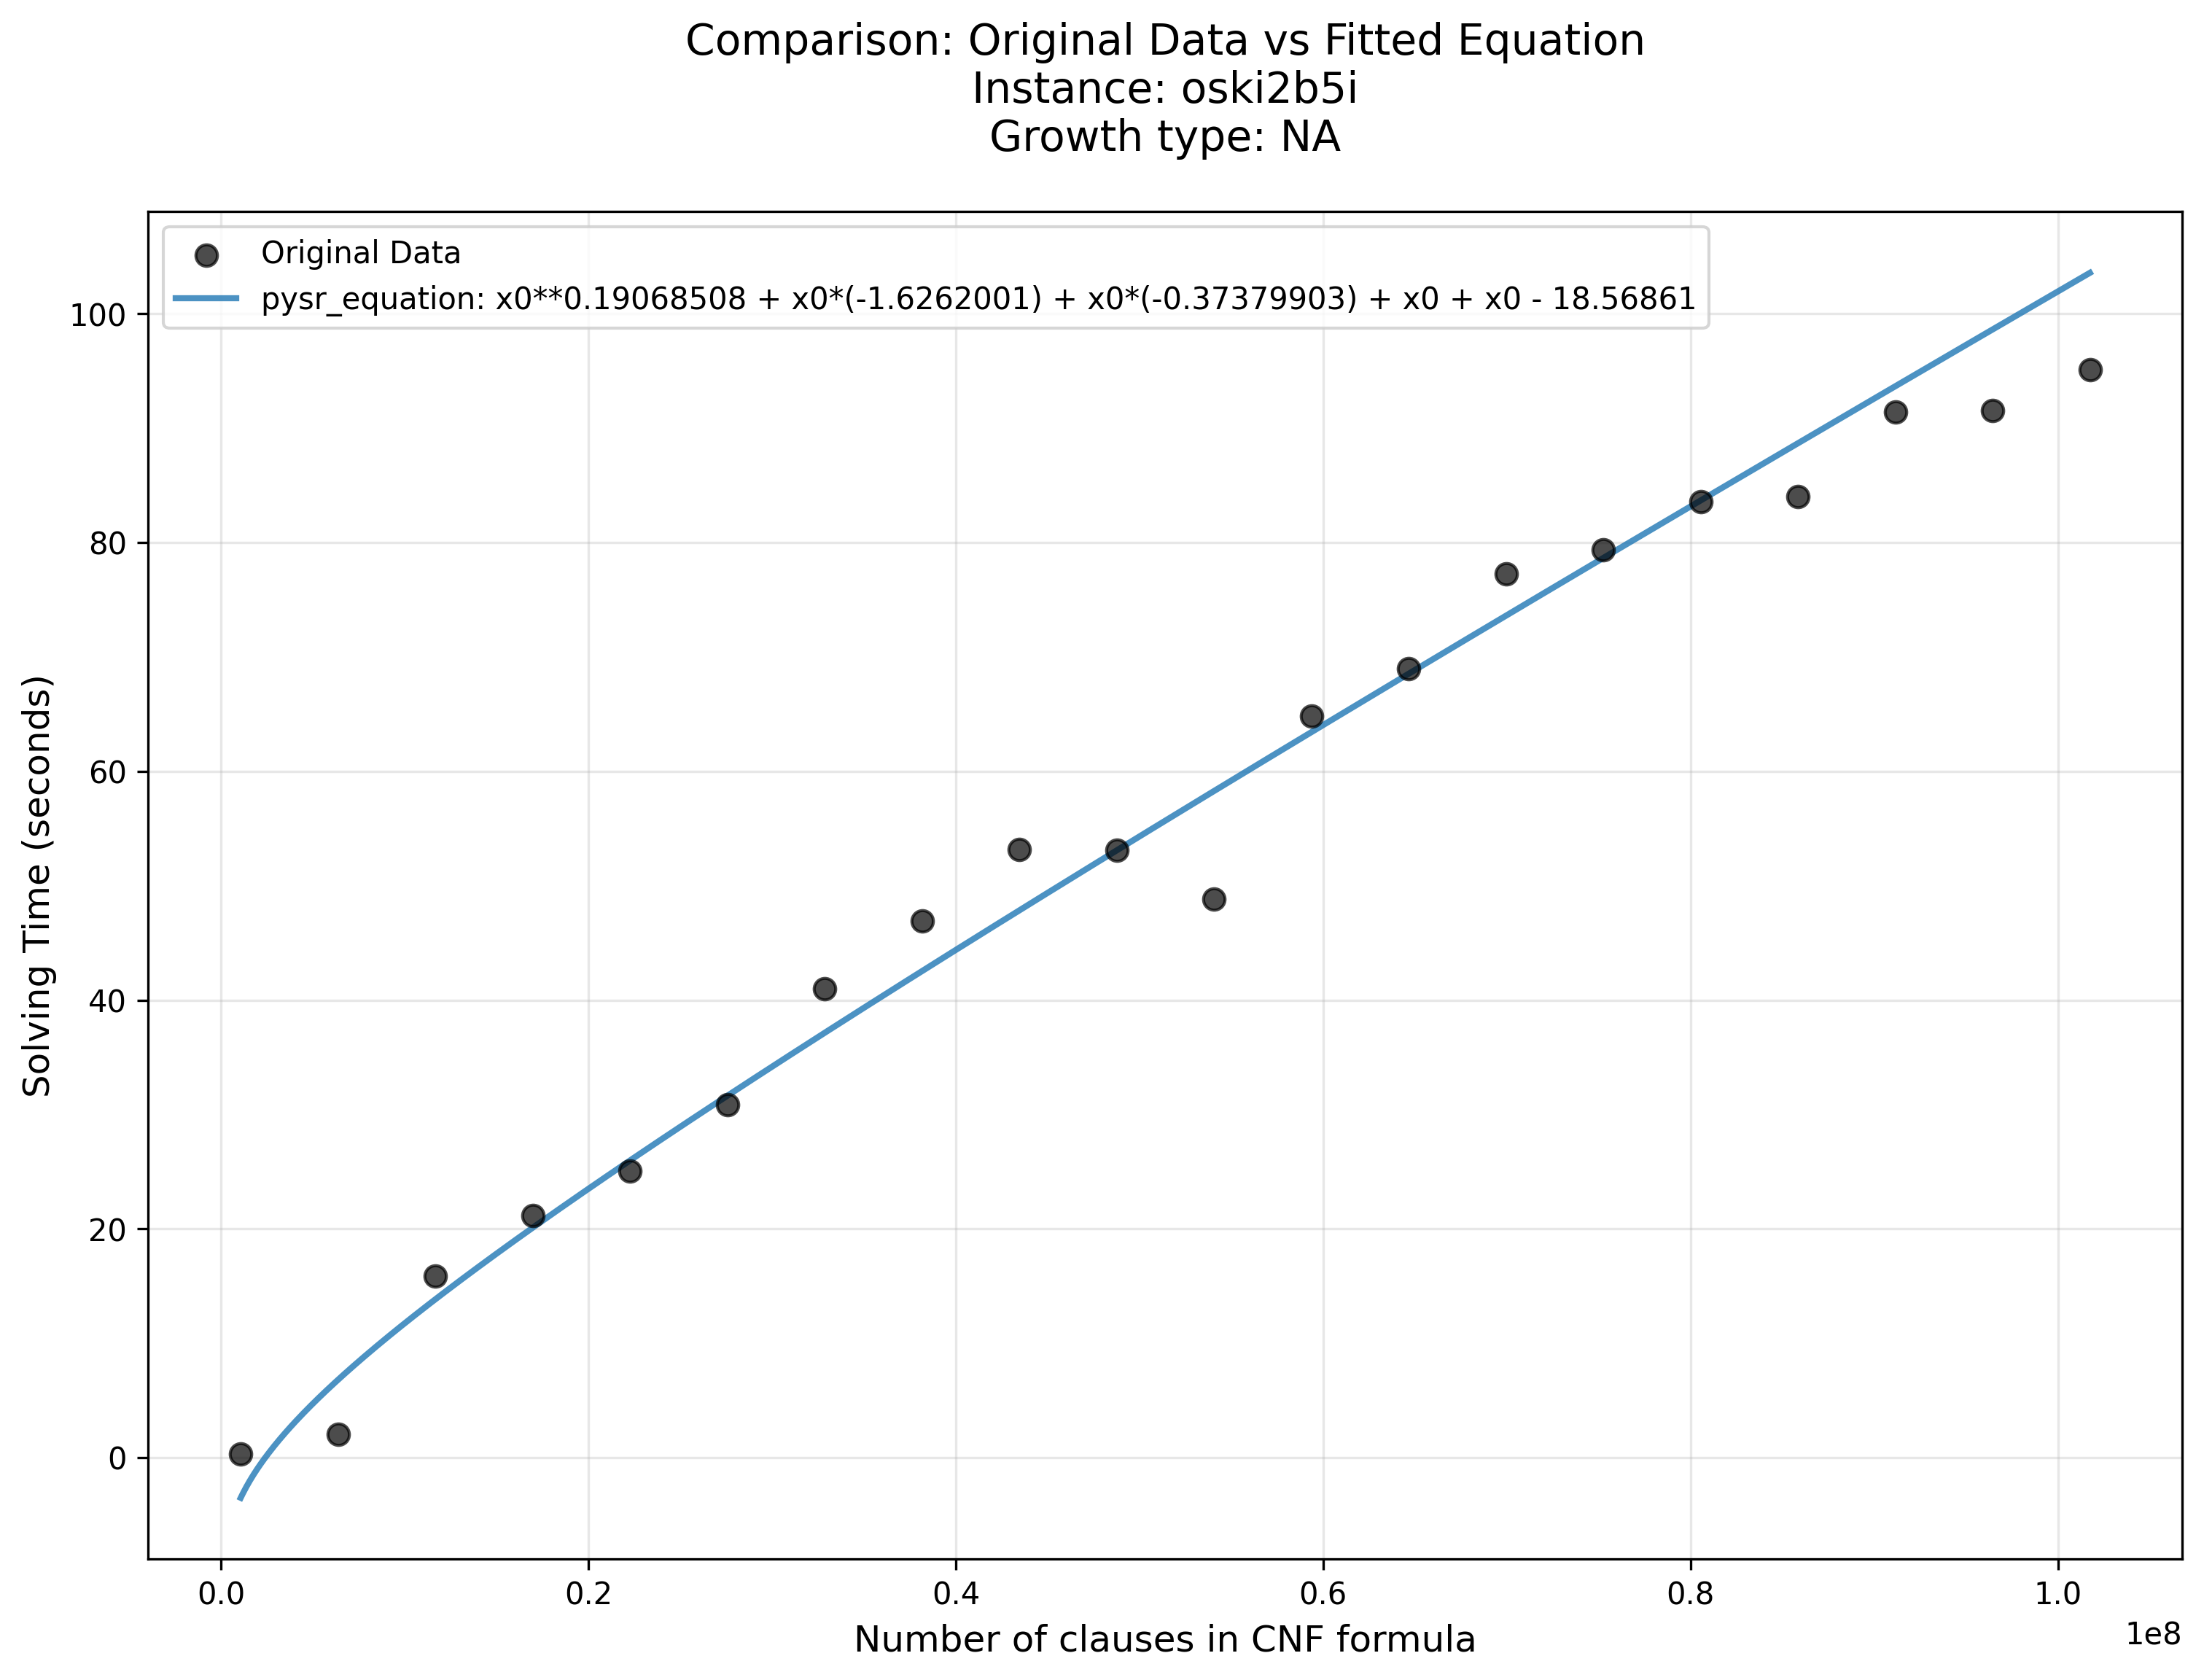 Comparison: Original Data vs Fitted Equation
Instance: oski2b5i
Growth type: NA
Original Data
pysr_equation: x0**0.19068508 + x0*(-1.6262001) + x0*(-0.37379903) + x0 + x0 - 18.56861
100
80
60
40
20
0
Solving Time (seconds)
0.0 0.2 0.4 0.6 0.8 1.0
1e8
Number of clauses in CNF formula